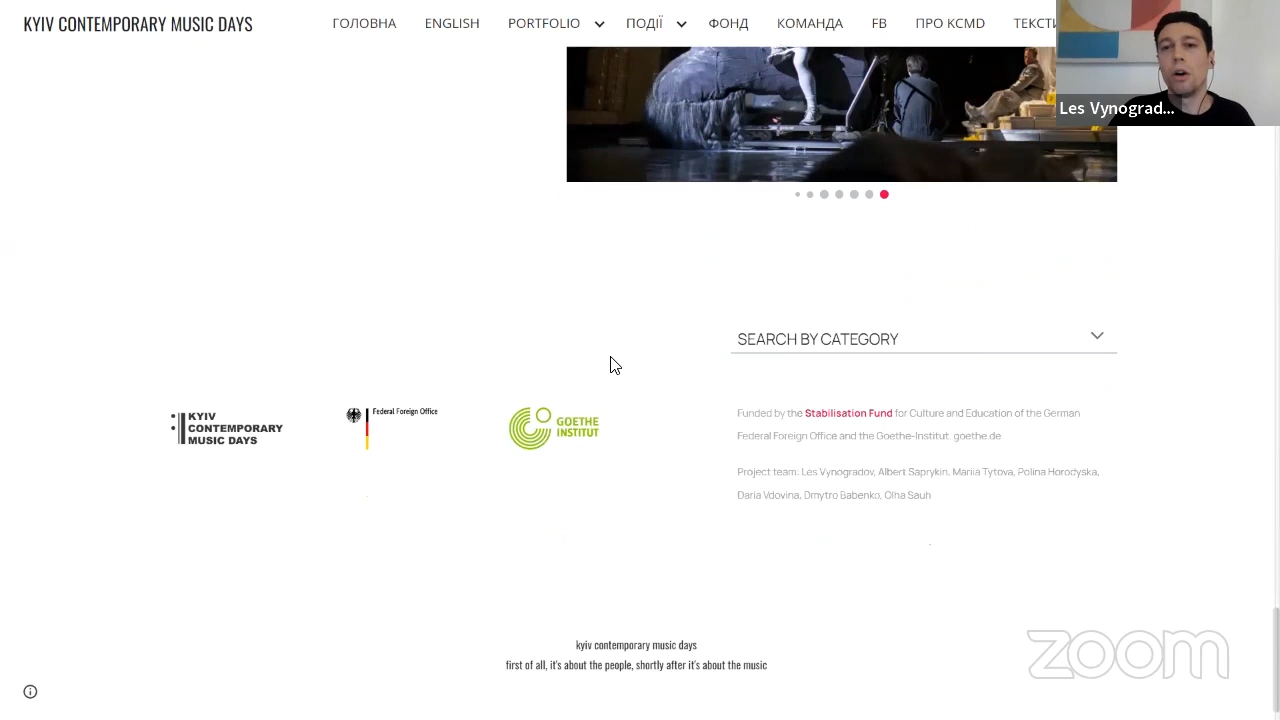 KYIV CONTEMPORARY MUSIC DAYS
ГОЛОВНА
ENGLISH
PORTFOLIO
ПОДІЇ
ФОНД
КОМАНДА
FB
ПРО KCMD
ТЕКСТИ
Les Vynograd...
SEARCH BY CATEGORY
KYIV
CONTEMPORARY
MUSIC DAYS
Federal Foreign Office
GOETHE
INSTITUT
Funded by the Stabilisation Fund for Culture and Education of the German
Federal Foreign Office and the Goethe-Institut. goethe.de
Project team: Les Vynogradov, Albert Saprykin, Mariia Tytova, Polina Horodyska,
Daria Vdovina, Dmytro Babenko, Olha Sauh
kyiv contemporary music days
first of all, it's about the people, shortly after it's about the music
zoom